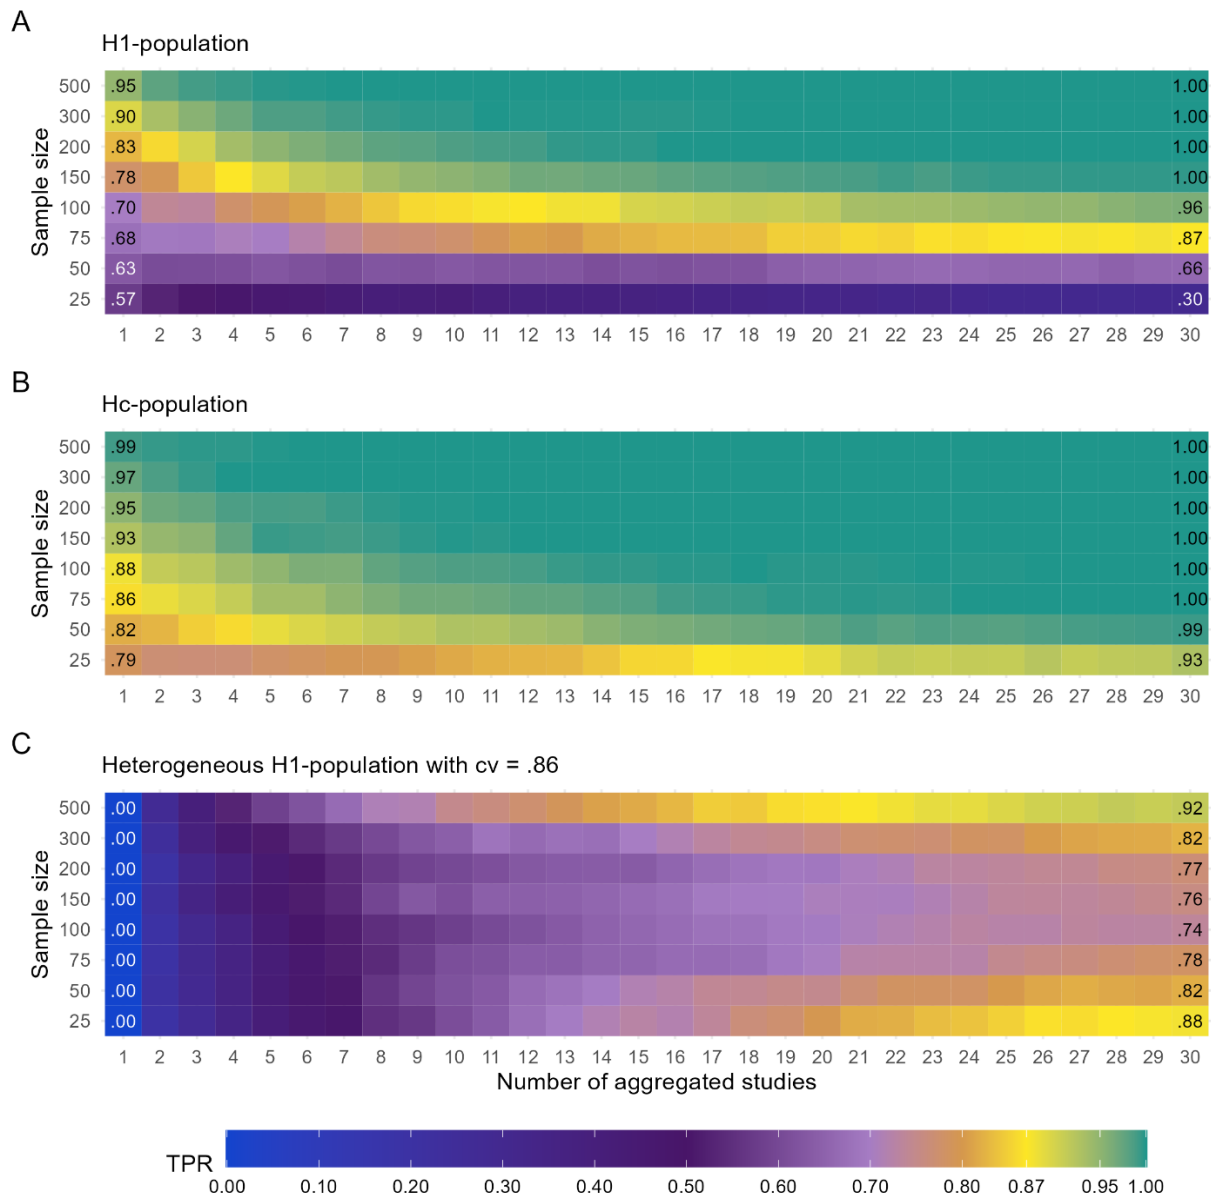 A
H1-population
500 .95 1.00
300 .90 1.00
200 .83 1.00
150 .78 1.00
100 .70 .96
75 .68 .87
50 .63 .66
25 .57 .30
Sample size
1 2 3 4 5 6 7 8 9 10 11 12 13 14 15 16 17 18 19 20 21 22 23 24 25 26 27 28 29 30
B
Hc-population
500 .99 1.00
300 .97 1.00
200 .95 1.00
150 .93 1.00
100 .88 1.00
75 .86 1.00
50 .82 .99
25 .79 .93
Sample size
1 2 3 4 5 6 7 8 9 10 11 12 13 14 15 16 17 18 19 20 21 22 23 24 25 26 27 28 29 30
C
Heterogeneous H1-population with cv = .86
500 .00 .92
300 .00 .82
200 .00 .77
150 .00 .76
100 .00 .74
75 .00 .78
50 .00 .82
25 .00 .88
Sample size
1 2 3 4 5 6 7 8 9 10 11 12 13 14 15 16 17 18 19 20 21 22 23 24 25 26 27 28 29 30
Number of aggregated studies
TPR
0.00 0.10 0.20 0.30 0.40 0.50 0.60 0.70 0.80 0.87 0.95 1.00